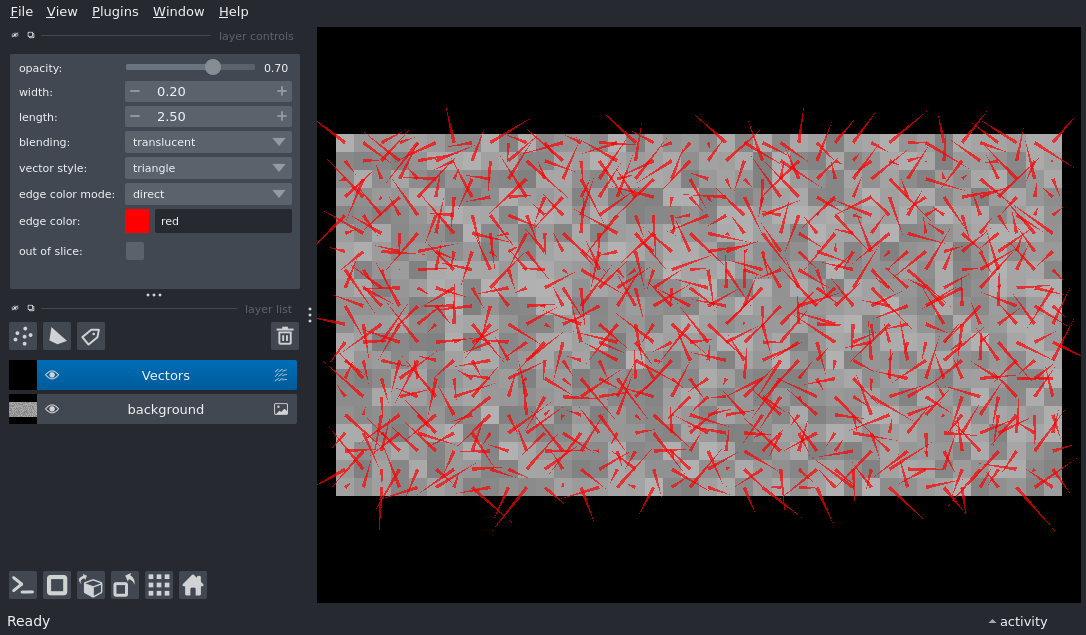 File View Plugins Window Help
layer controls
opacity: 0.70
width: − 0.20 +
length: − 2.50 +
blending: translucent
vector style: triangle
edge color mode: direct
edge color: red
out of slice:
layer list
Vectors
background
Ready activity